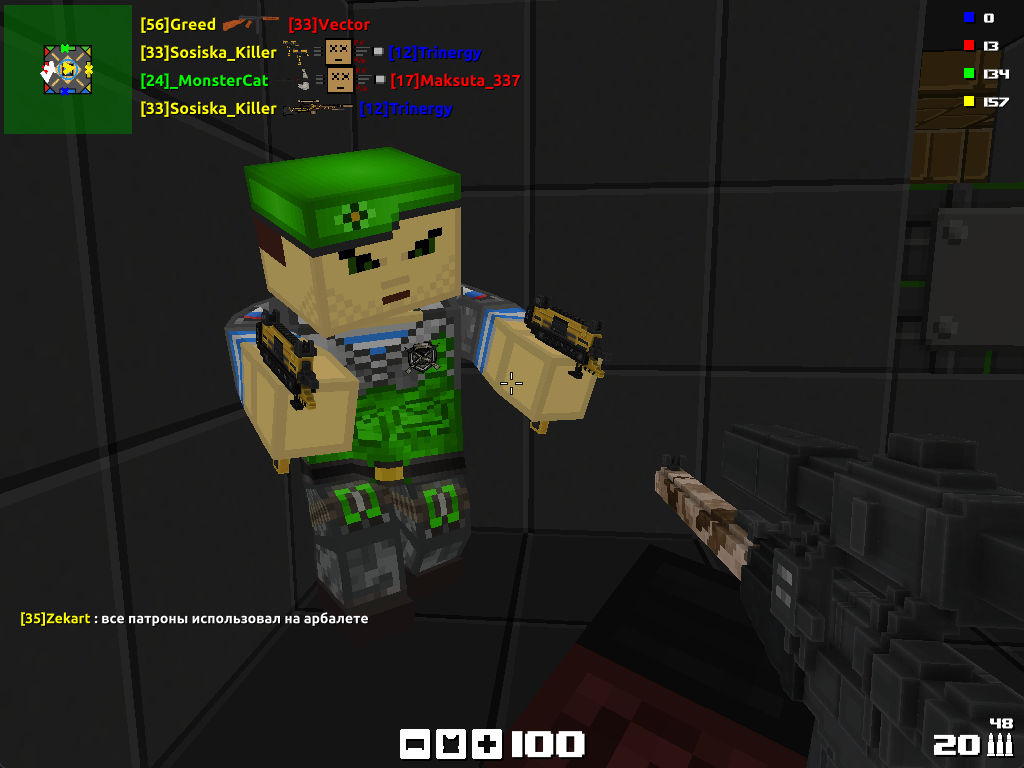 [56]Greed [33]Vector
0
[33]Sosiska_Killer [12]Trinergy
13
[24]_MonsterCat [17]Maksuta_337
134
[33]Sosiska_Killer [12]Trinergy
157
[35]Zekart : все патроны использовал на арбалете
48
100
20